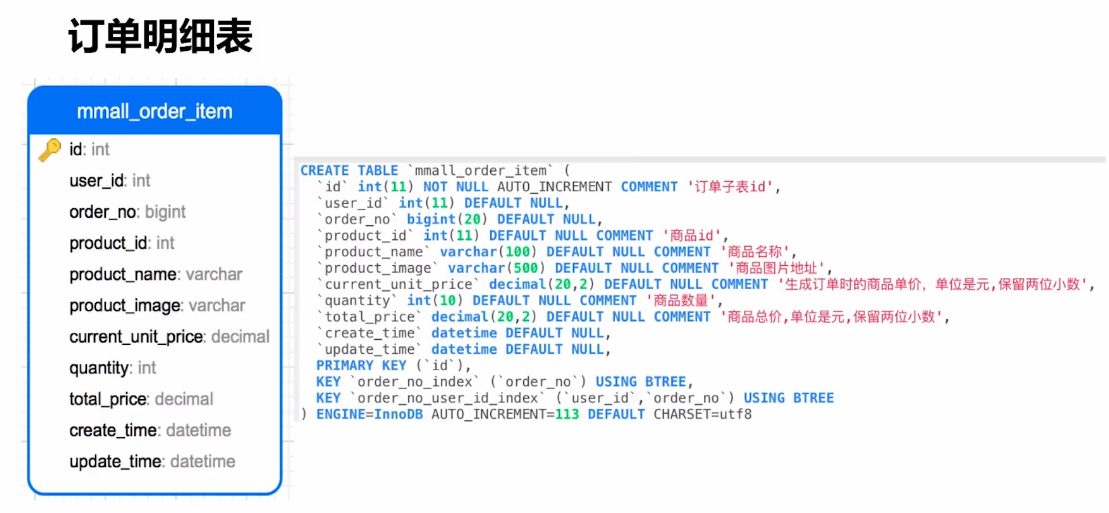 订单明细表
mmall_order_item
id: int
user_id: int
order_no: bigint
product_id: int
product_name: varchar
product_image: varchar
current_unit_price: decimal
quantity: int
total_price: decimal
create_time: datetime
update_time: datetime
CREATE TABLE `mmall_order_item` (
`id` int(11) NOT NULL AUTO_INCREMENT COMMENT '订单子表id',
`user_id` int(11) DEFAULT NULL,
`order_no` bigint(20) DEFAULT NULL,
`product_id` int(11) DEFAULT NULL COMMENT '商品id',
`product_name` varchar(100) DEFAULT NULL COMMENT '商品名称',
`product_image` varchar(500) DEFAULT NULL COMMENT '商品图片地址',
`current_unit_price` decimal(20,2) DEFAULT NULL COMMENT '生成订单时的商品单价，单位是元,保留两位小数',
`quantity` int(10) DEFAULT NULL COMMENT '商品数量',
`total_price` decimal(20,2) DEFAULT NULL COMMENT '商品总价,单位是元,保留两位小数',
`create_time` datetime DEFAULT NULL,
`update_time` datetime DEFAULT NULL,
PRIMARY KEY (`id`),
KEY `order_no_index` (`order_no`) USING BTREE,
KEY `order_no_user_id_index` (`user_id`,`order_no`) USING BTREE
) ENGINE=InnoDB AUTO_INCREMENT=113 DEFAULT CHARSET=utf8